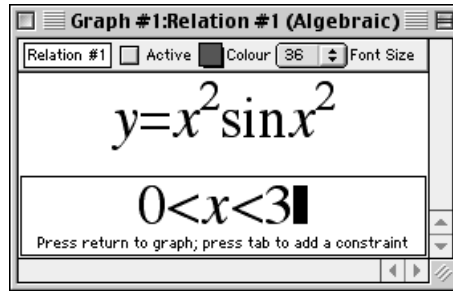 Graph #1:Relation #1 (Algebraic)
Relation #1 Active Colour 36 Font Size
y=x²sinx²
0<x<3
Press return to graph; press tab to add a constraint